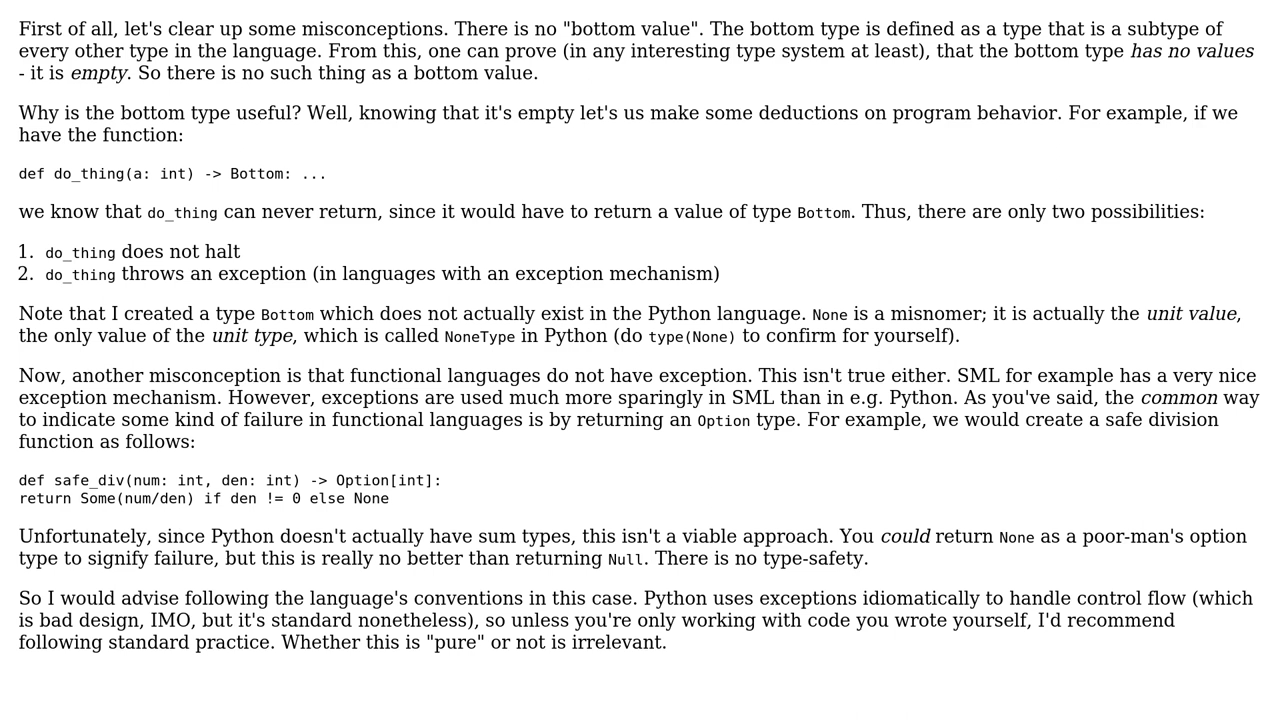 First of all, let's clear up some misconceptions. There is no "bottom value". The bottom type is defined as a type that is a subtype of
every other type in the language. From this, one can prove (in any interesting type system at least), that the bottom type has no values
- it is empty. So there is no such thing as a bottom value.
Why is the bottom type useful? Well, knowing that it's empty let's us make some deductions on program behavior. For example, if we
have the function:
def do_thing(a: int) -> Bottom: ...
we know that do_thing can never return, since it would have to return a value of type Bottom. Thus, there are only two possibilities:
1. do_thing does not halt
2. do_thing throws an exception (in languages with an exception mechanism)
Note that I created a type Bottom which does not actually exist in the Python language. None is a misnomer; it is actually the unit value,
the only value of the unit type, which is called NoneType in Python (do type(None) to confirm for yourself).
Now, another misconception is that functional languages do not have exception. This isn't true either. SML for example has a very nice
exception mechanism. However, exceptions are used much more sparingly in SML than in e.g. Python. As you've said, the common way
to indicate some kind of failure in functional languages is by returning an Option type. For example, we would create a safe division
function as follows:
def safe_div(num: int, den: int) -> Option[int]:
return Some(num/den) if den != 0 else None
Unfortunately, since Python doesn't actually have sum types, this isn't a viable approach. You could return None as a poor-man's option
type to signify failure, but this is really no better than returning Null. There is no type-safety.
So I would advise following the language's conventions in this case. Python uses exceptions idiomatically to handle control flow (which
is bad design, IMO, but it's standard nonetheless), so unless you're only working with code you wrote yourself, I'd recommend
following standard practice. Whether this is "pure" or not is irrelevant.